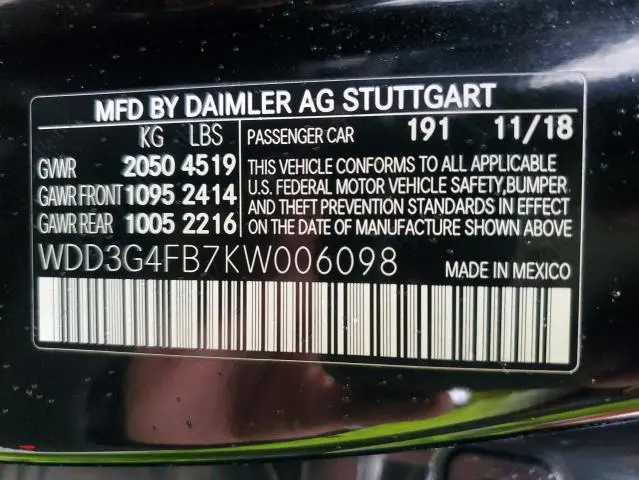 MFD BY DAIMLER AG STUTTGART
KG LBS PASSENGER CAR 191 11/18
GVWR 2050 4519
GAWR FRONT 1095 2414
GAWR REAR 1005 2216
THIS VEHICLE CONFORMS TO ALL APPLICABLE
U.S. FEDERAL MOTOR VEHICLE SAFETY,BUMPER
AND THEFT PREVENTION STANDARDS IN EFFECT
ON THE DATE OF MANUFACTURE SHOWN ABOVE
WDD3G4FB7KW006098 MADE IN MEXICO